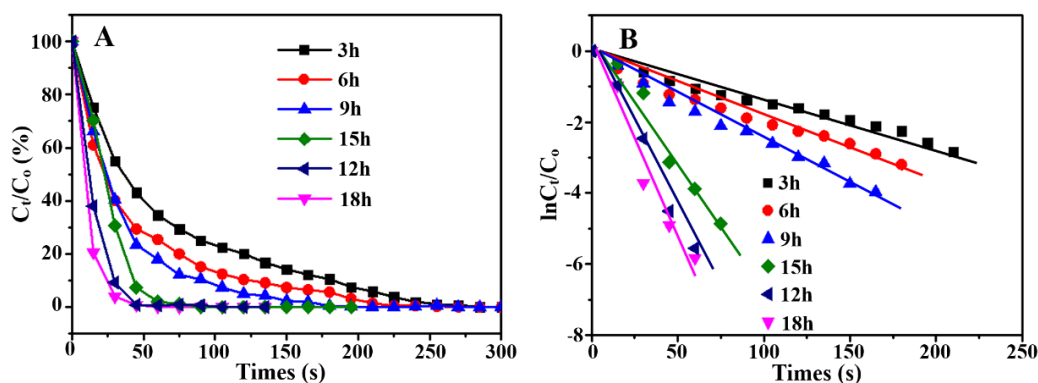 A
100
80
60
40
20
0
Cₜ/Cₒ (%)
3h
6h
9h
15h
12h
18h
0 50 100 150 200 250 300
Times (s)
B
0
-2
-4
-6
-8
lnCₜ/Cₒ
3h
6h
9h
15h
12h
18h
0 50 100 150 200 250
Times (s)